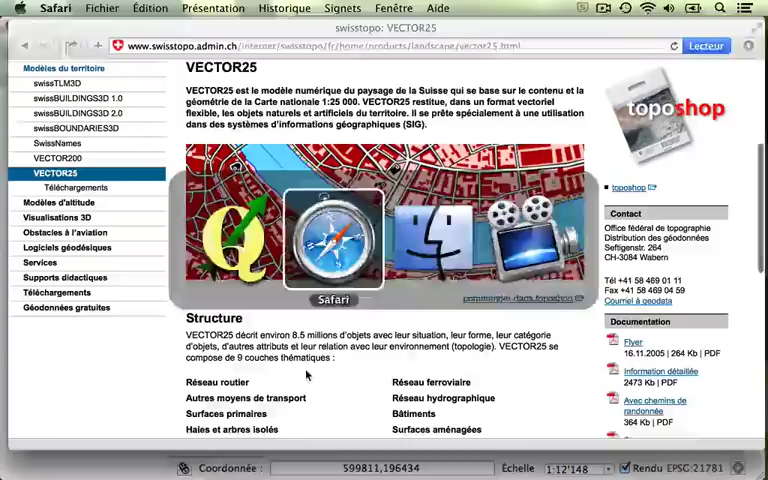 Safari Fichier Édition Présentation Historique Signets Fenêtre Aide
swisstopo: VECTOR25
www.swisstopo.admin.ch/internet/swisstopo/fr/home/products/landscape/vector25.html
Lecteur
Modèles du territoire
swissTLM3D
swissBUILDINGS3D 1.0
swissBUILDINGS3D 2.0
swissBOUNDARIES3D
SwissNames
VECTOR200
VECTOR25
Téléchargements
Modèles d'altitude
Visualisations 3D
Obstacles à l'aviation
Logiciels géodésiques
Services
Supports didactiques
Téléchargements
Géodonnées gratuites
VECTOR25
VECTOR25 est le modèle numérique du paysage de la Suisse qui se base sur le contenu et la
géométrie de la Carte nationale 1:25 000. VECTOR25 restitue, dans un format vectoriel
flexible, les objets naturels et artificiels du territoire. Il se prête spécialement à une utilisation
dans des systèmes d'informations géographiques (SIG).
Safari
commander dans toposhop
Structure
VECTOR25 décrit environ 8.5 millions d'objets avec leur situation, leur forme, leur catégorie
d'objets, d'autres attributs et leur relation avec leur environnement (topologie). VECTOR25 se
compose de 9 couches thématiques :
Réseau routier
Réseau ferroviaire
Autres moyens de transport
Réseau hydrographique
Surfaces primaires
Bâtiments
Haies et arbres isolés
Surfaces aménagées
toposhop
toposhop
Contact
Office fédéral de topographie
Distribution des géodonnées
Seftigenstr. 264
CH-3084 Wabern
Tél +41 58 469 01 11
Fax +41 58 469 04 59
Courriel à geodata
Documentation
Flyer
16.11.2005 | 264 Kb | PDF
Information détaillée
2473 Kb | PDF
Avec chemins de
randonnée
364 Kb | PDF
Coordonnée : 599811,196434 Échelle 1:12'148 Rendu EPSG:21781